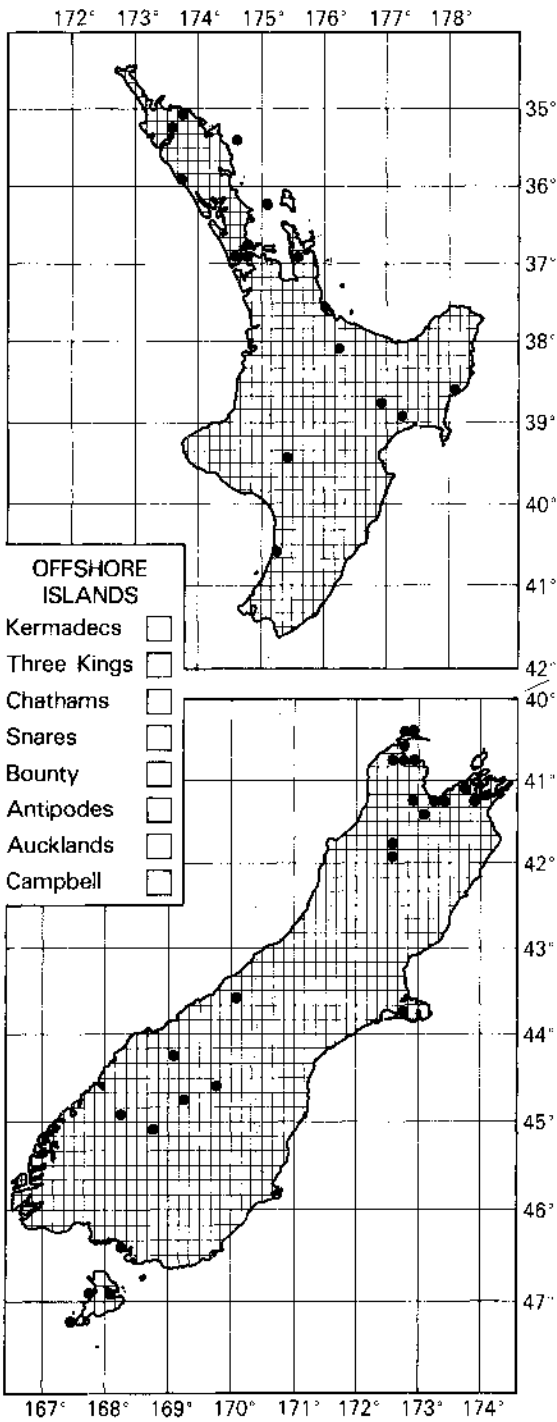 172° 173° 174° 175° 176° 177° 178°
35°
36°
37°
38°
39°
40°
41°
42°
OFFSHORE
ISLANDS
Kermadecs
Three Kings
Chathams
Snares
Bounty
Antipodes
Aucklands
Campbell
40°
41°
42°
43°
44°
45°
46°
47°
167° 168° 169° 170° 171° 172° 173° 174°